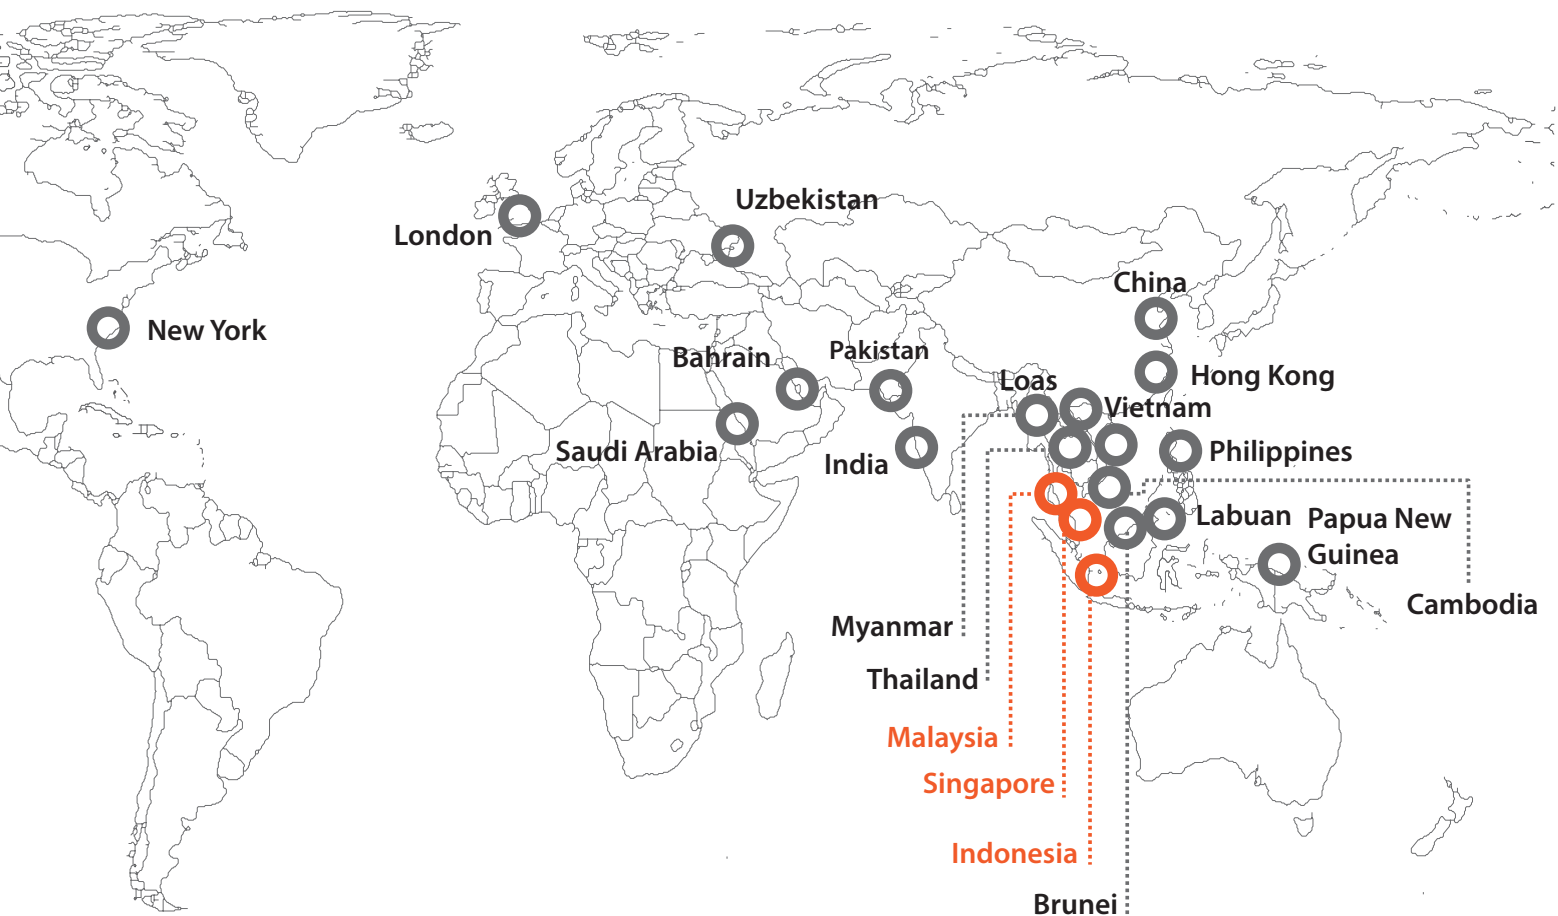 Uzbekistan
London
China
New York
Bahrain
Pakistan
Loas
Hong Kong
Vietnam
Saudi Arabia
India
Philippines
Labuan
Papua New
Guinea
Cambodia
Myanmar
Thailand
Malaysia
Singapore
Indonesia
Brunei